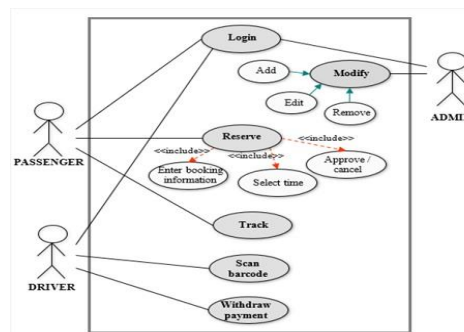 Login
Add
Modify
Edit
Remove
ADMI
Reserve
<<include>>
<<include>>
<<include>>
PASSENGER
Enter booking
information
Select time
Approve /
cancel
Track
Scan
barcode
DRIVER
Withdraw
payment